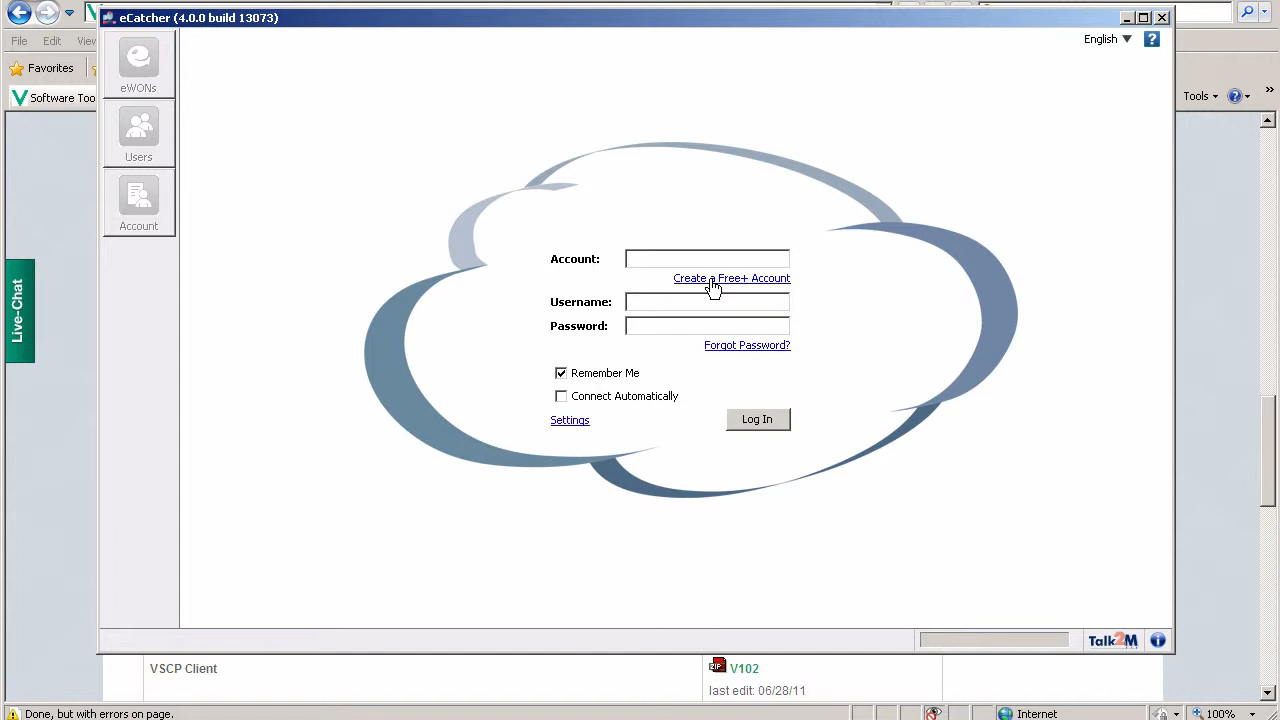 eCatcher (4.0.0 build 13073)
File Edit View
English
eWONs
Favorites
Software Too
Tools
Users
Account
Account:
Create a Free+ Account
Username:
Password:
Forgot Password?
Remember Me
Connect Automatically
Settings
Log In
Live-Chat
Talk2M
VSCP Client
V102
last edit: 06/28/11
Done, but with errors on page.
Internet
100%